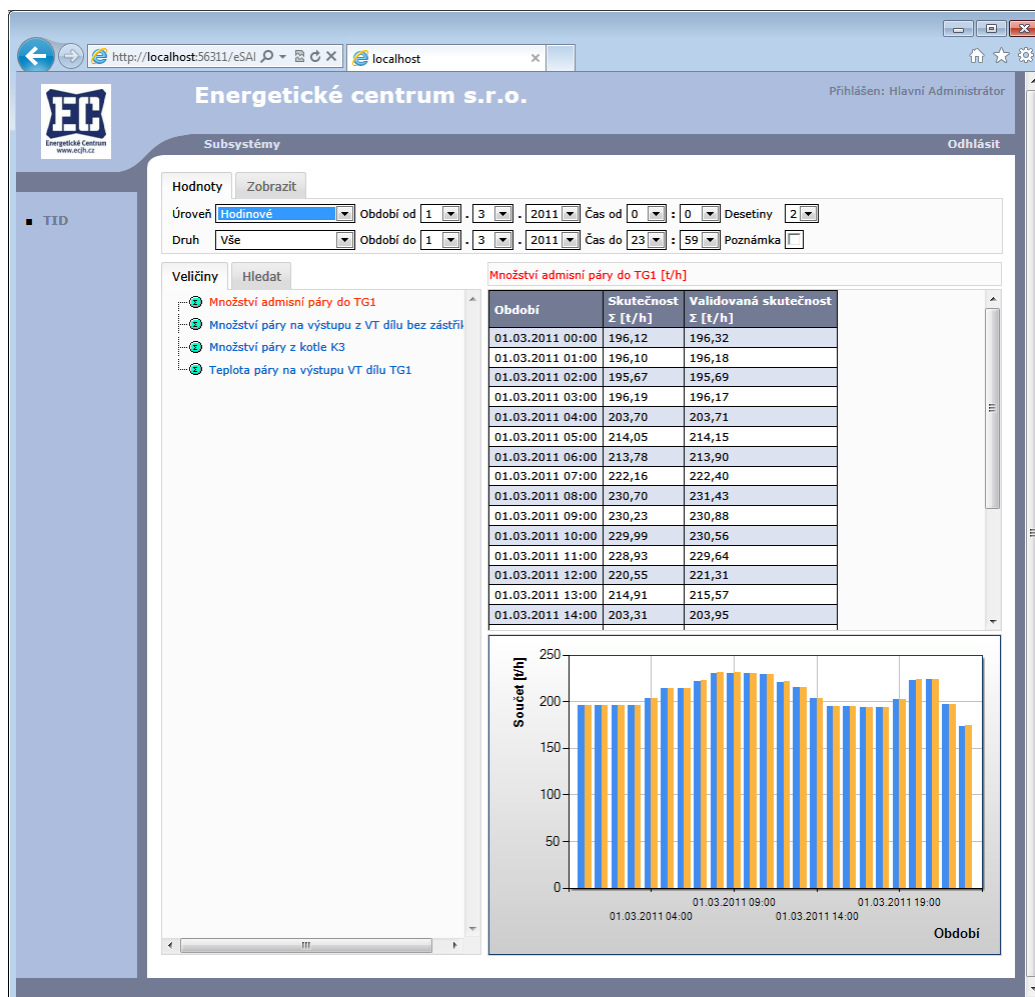 http://localhost:56311/eSAI
localhost
Energetické centrum s.r.o.
Přihlášen: Hlavní Administrátor
EC
Energetické Centrum
www.ecjh.cz
Subsystémy
Odhlásit
TID
Hodnoty Zobrazit
Úroveň Hodinové Období od 1 . 3 . 2011 Čas od 0 : 0 Desetiny 2
Druh Vše Období do 1 . 3 . 2011 Čas do 23 : 59 Poznámka
Veličiny Hledat
Množství admisní páry do TG1
Množství páry na výstupu z VT dílu bez zástřik
Množství páry z kotle K3
Teplota páry na výstupu VT dílu TG1
Množství admisní páry do TG1 [t/h]
Období Skutečnost Σ [t/h] Validovaná skutečnost Σ [t/h]
01.03.2011 00:00 196,12 196,32
01.03.2011 01:00 196,10 196,18
01.03.2011 02:00 195,67 195,69
01.03.2011 03:00 196,19 196,17
01.03.2011 04:00 203,70 203,71
01.03.2011 05:00 214,05 214,15
01.03.2011 06:00 213,78 213,90
01.03.2011 07:00 222,16 222,40
01.03.2011 08:00 230,70 231,43
01.03.2011 09:00 230,23 230,88
01.03.2011 10:00 229,99 230,56
01.03.2011 11:00 228,93 229,64
01.03.2011 12:00 220,55 221,31
01.03.2011 13:00 214,91 215,57
01.03.2011 14:00 203,31 203,95
Součet [t/h]
250
200
150
100
50
0
01.03.2011 09:00 01.03.2011 19:00
01.03.2011 04:00 01.03.2011 14:00
Období